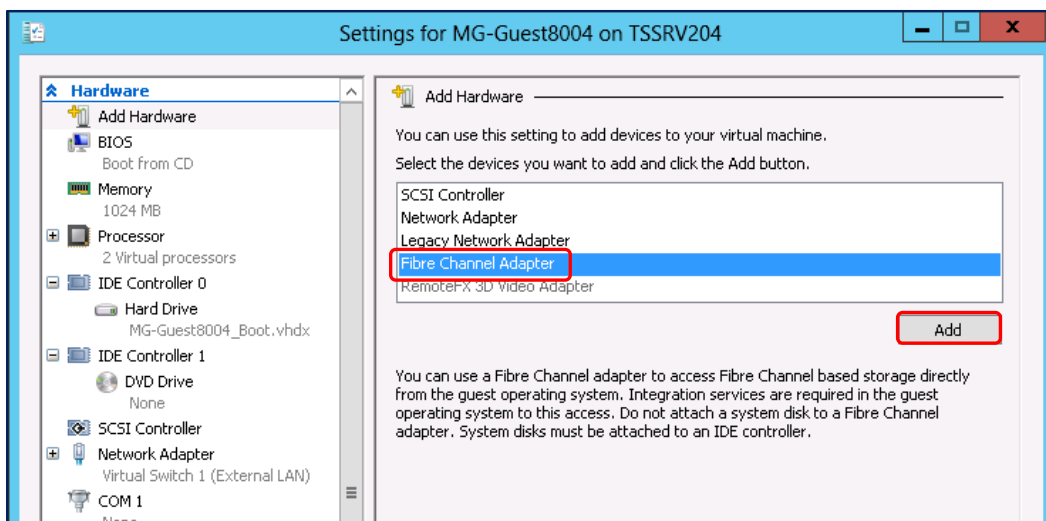 Settings for MG-Guest8004 on TSSRV204
Hardware
Add Hardware
BIOS
Boot from CD
Memory
1024 MB
Processor
2 Virtual processors
IDE Controller 0
Hard Drive
MG-Guest8004_Boot.vhdx
IDE Controller 1
DVD Drive
None
SCSI Controller
Network Adapter
Virtual Switch 1 (External LAN)
COM 1
None
Add Hardware
You can use this setting to add devices to your virtual machine.
Select the devices you want to add and click the Add button.
SCSI Controller
Network Adapter
Legacy Network Adapter
Fibre Channel Adapter
RemoteFX 3D Video Adapter
Add
You can use a Fibre Channel adapter to access Fibre Channel based storage directly
from the guest operating system. Integration services are required in the guest
operating system to this access. Do not attach a system disk to a Fibre Channel
adapter. System disks must be attached to an IDE controller.